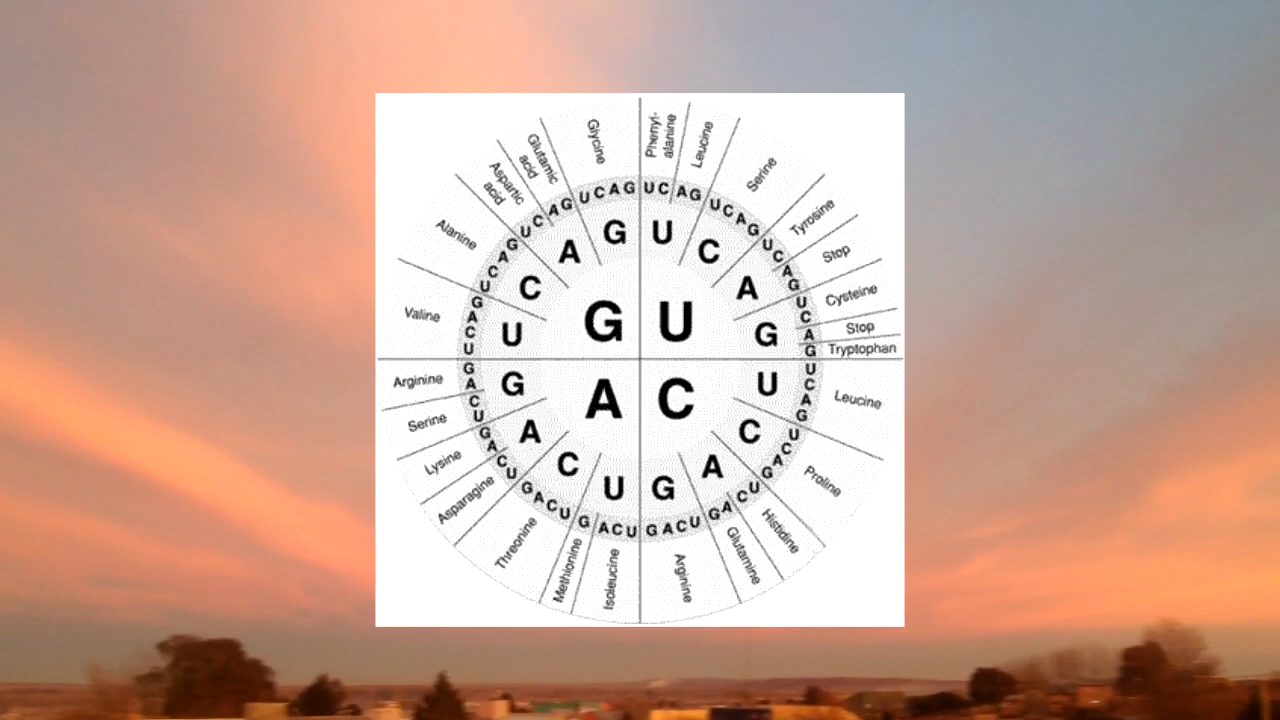 Phenyl-
alanine
Leucine
Serine
Tyrosine
Stop
Cysteine
Stop
Tryptophan
Leucine
Proline
Histidine
Glutamine
Arginine
Isoleucine
Methionine
Threonine
Asparagine
Lysine
Serine
Arginine
Valine
Alanine
Aspartic
acid
Glutamic
acid
Glycine
U C A G U C A G U C A G U C A G
U C A G U C A G U C A G U C A G
U C A G U C A G U C A G U C A G
U C A G U C A G U C A G U C A G
U C A G
U C A G
U C A G
U C A G
G U
A C